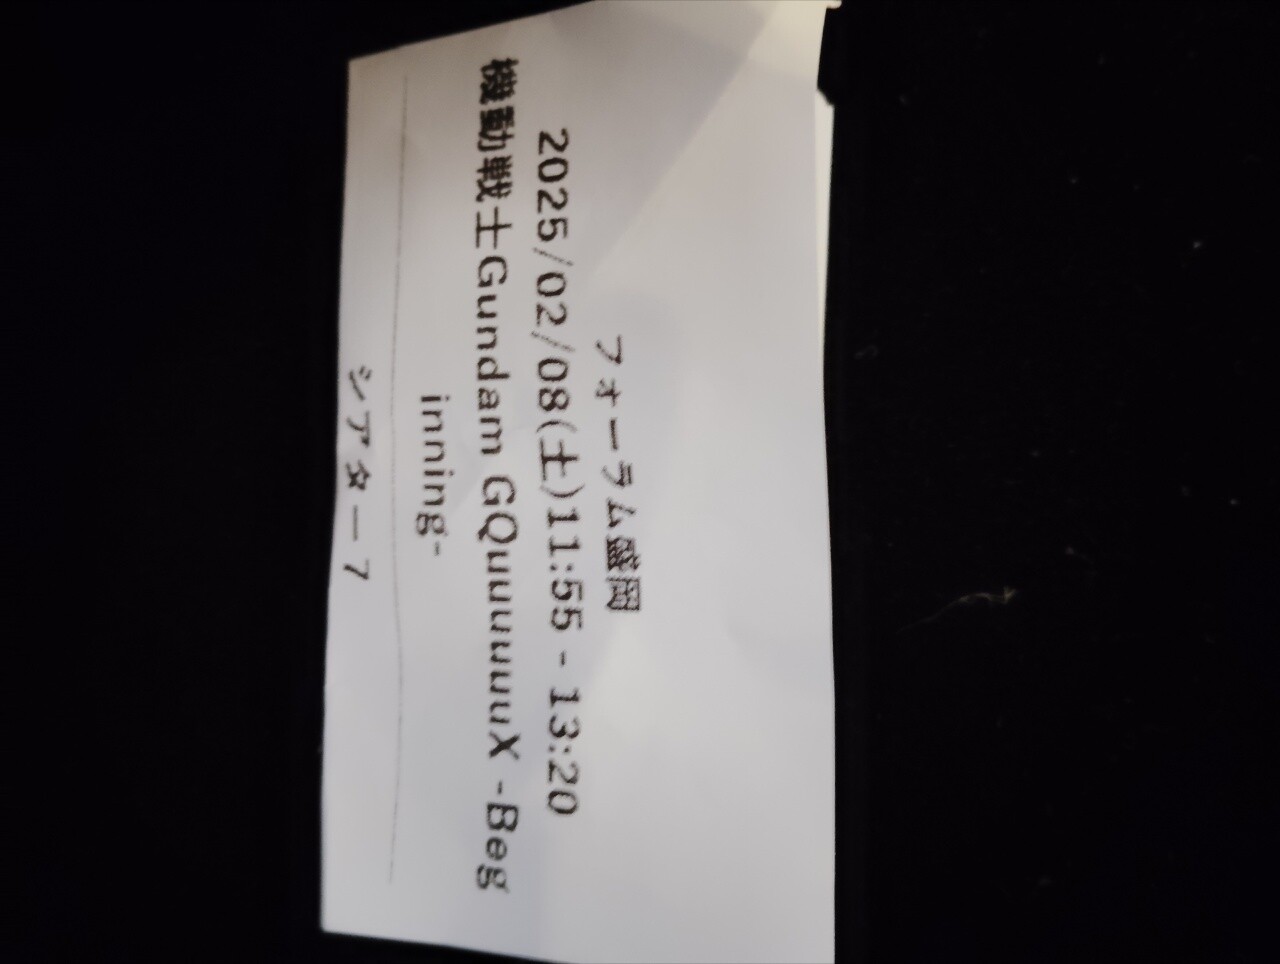 フォーラム盛岡
2025/02/08(土)11:55 - 13:20
機動戦士Gundam GQuuuuuuX -Beg
inning-
シアター7